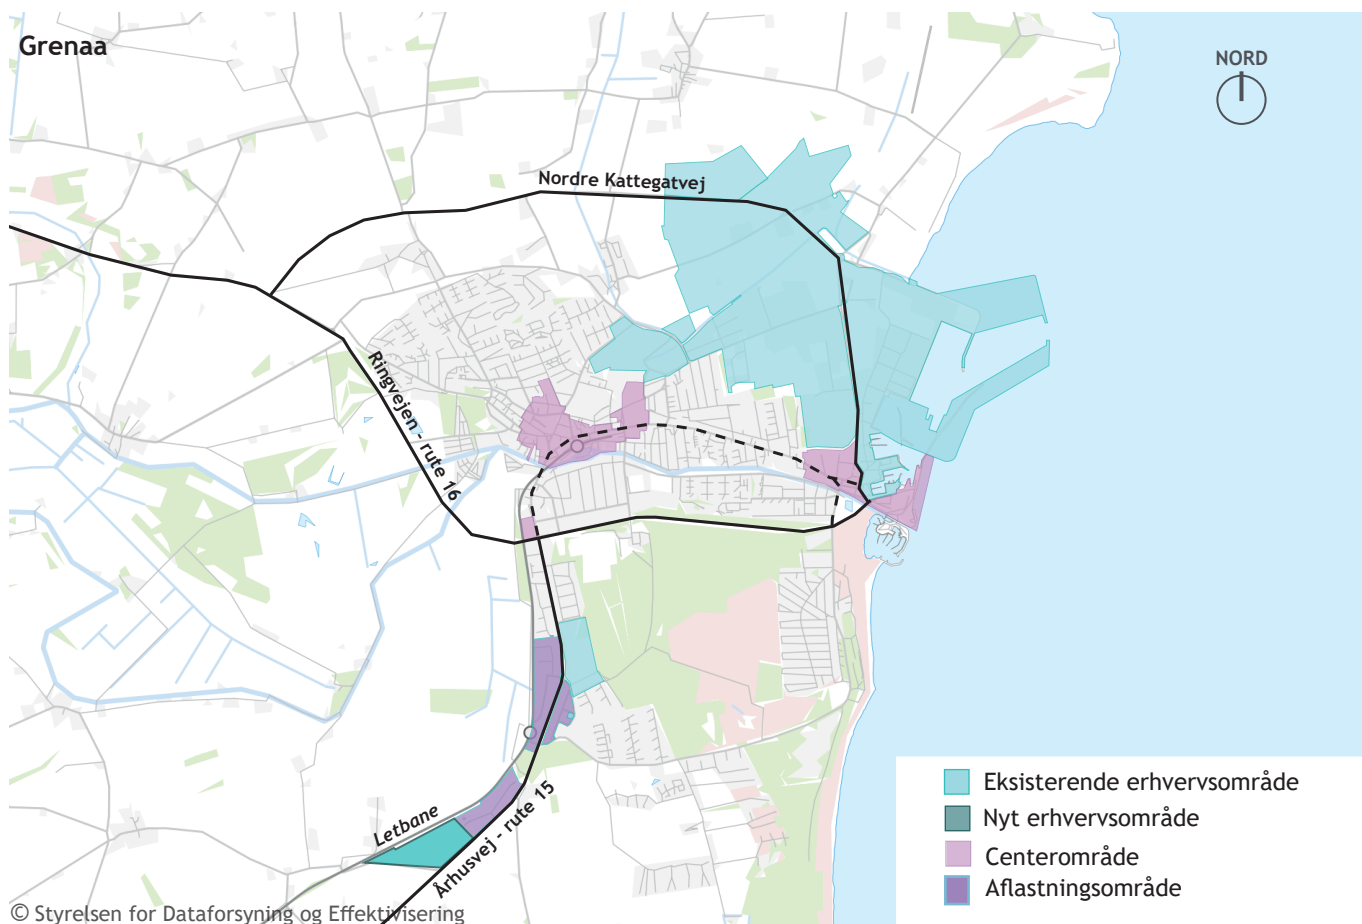 Grenaa
NORD
Nordre Kattegatvej
Ringvejen - rute 16
Letbane
Århusvej - rute 15
Eksisterende erhvervsområde
Nyt erhvervsområde
Centerområde
Aflastningsområde
© Styrelsen for Dataforsyning og Effektivisering